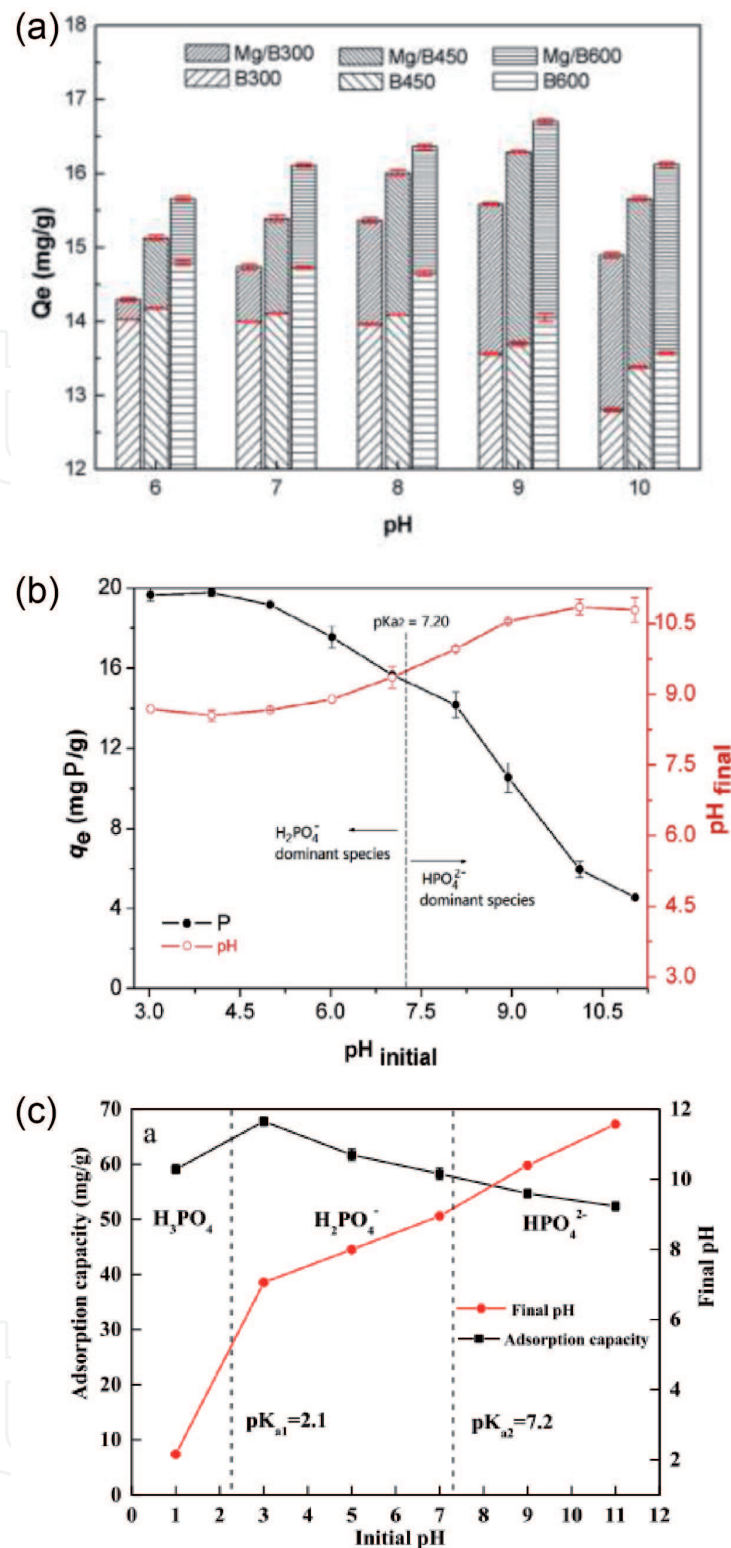 (a)
18
17
16
15
14
13
12
Qe (mg/g)
Mg/B300 Mg/B450 Mg/B600
B300 B450 B600
6 7 8 9 10
pH
(b)
20
16
12
8
4
0
qe (mg P/g)
pKa2 = 7.20
H2PO4-
dominant species
HPO4 2-
dominant species
P
pH
10.5
9.0
7.5
6.0
4.5
3.0
pH final
3.0 4.5 6.0 7.5 9.0 10.5
pH initial
(c)
a
70
60
50
40
30
20
10
0
Adsorption capacity (mg/g)
H3PO4 H2PO4- HPO4 2-
Final pH
Adsorption capacity
pKa1=2.1 pKa2=7.2
12
10
8
6
4
2
Final pH
0 1 2 3 4 5 6 7 8 9 10 11 12
Initial pH